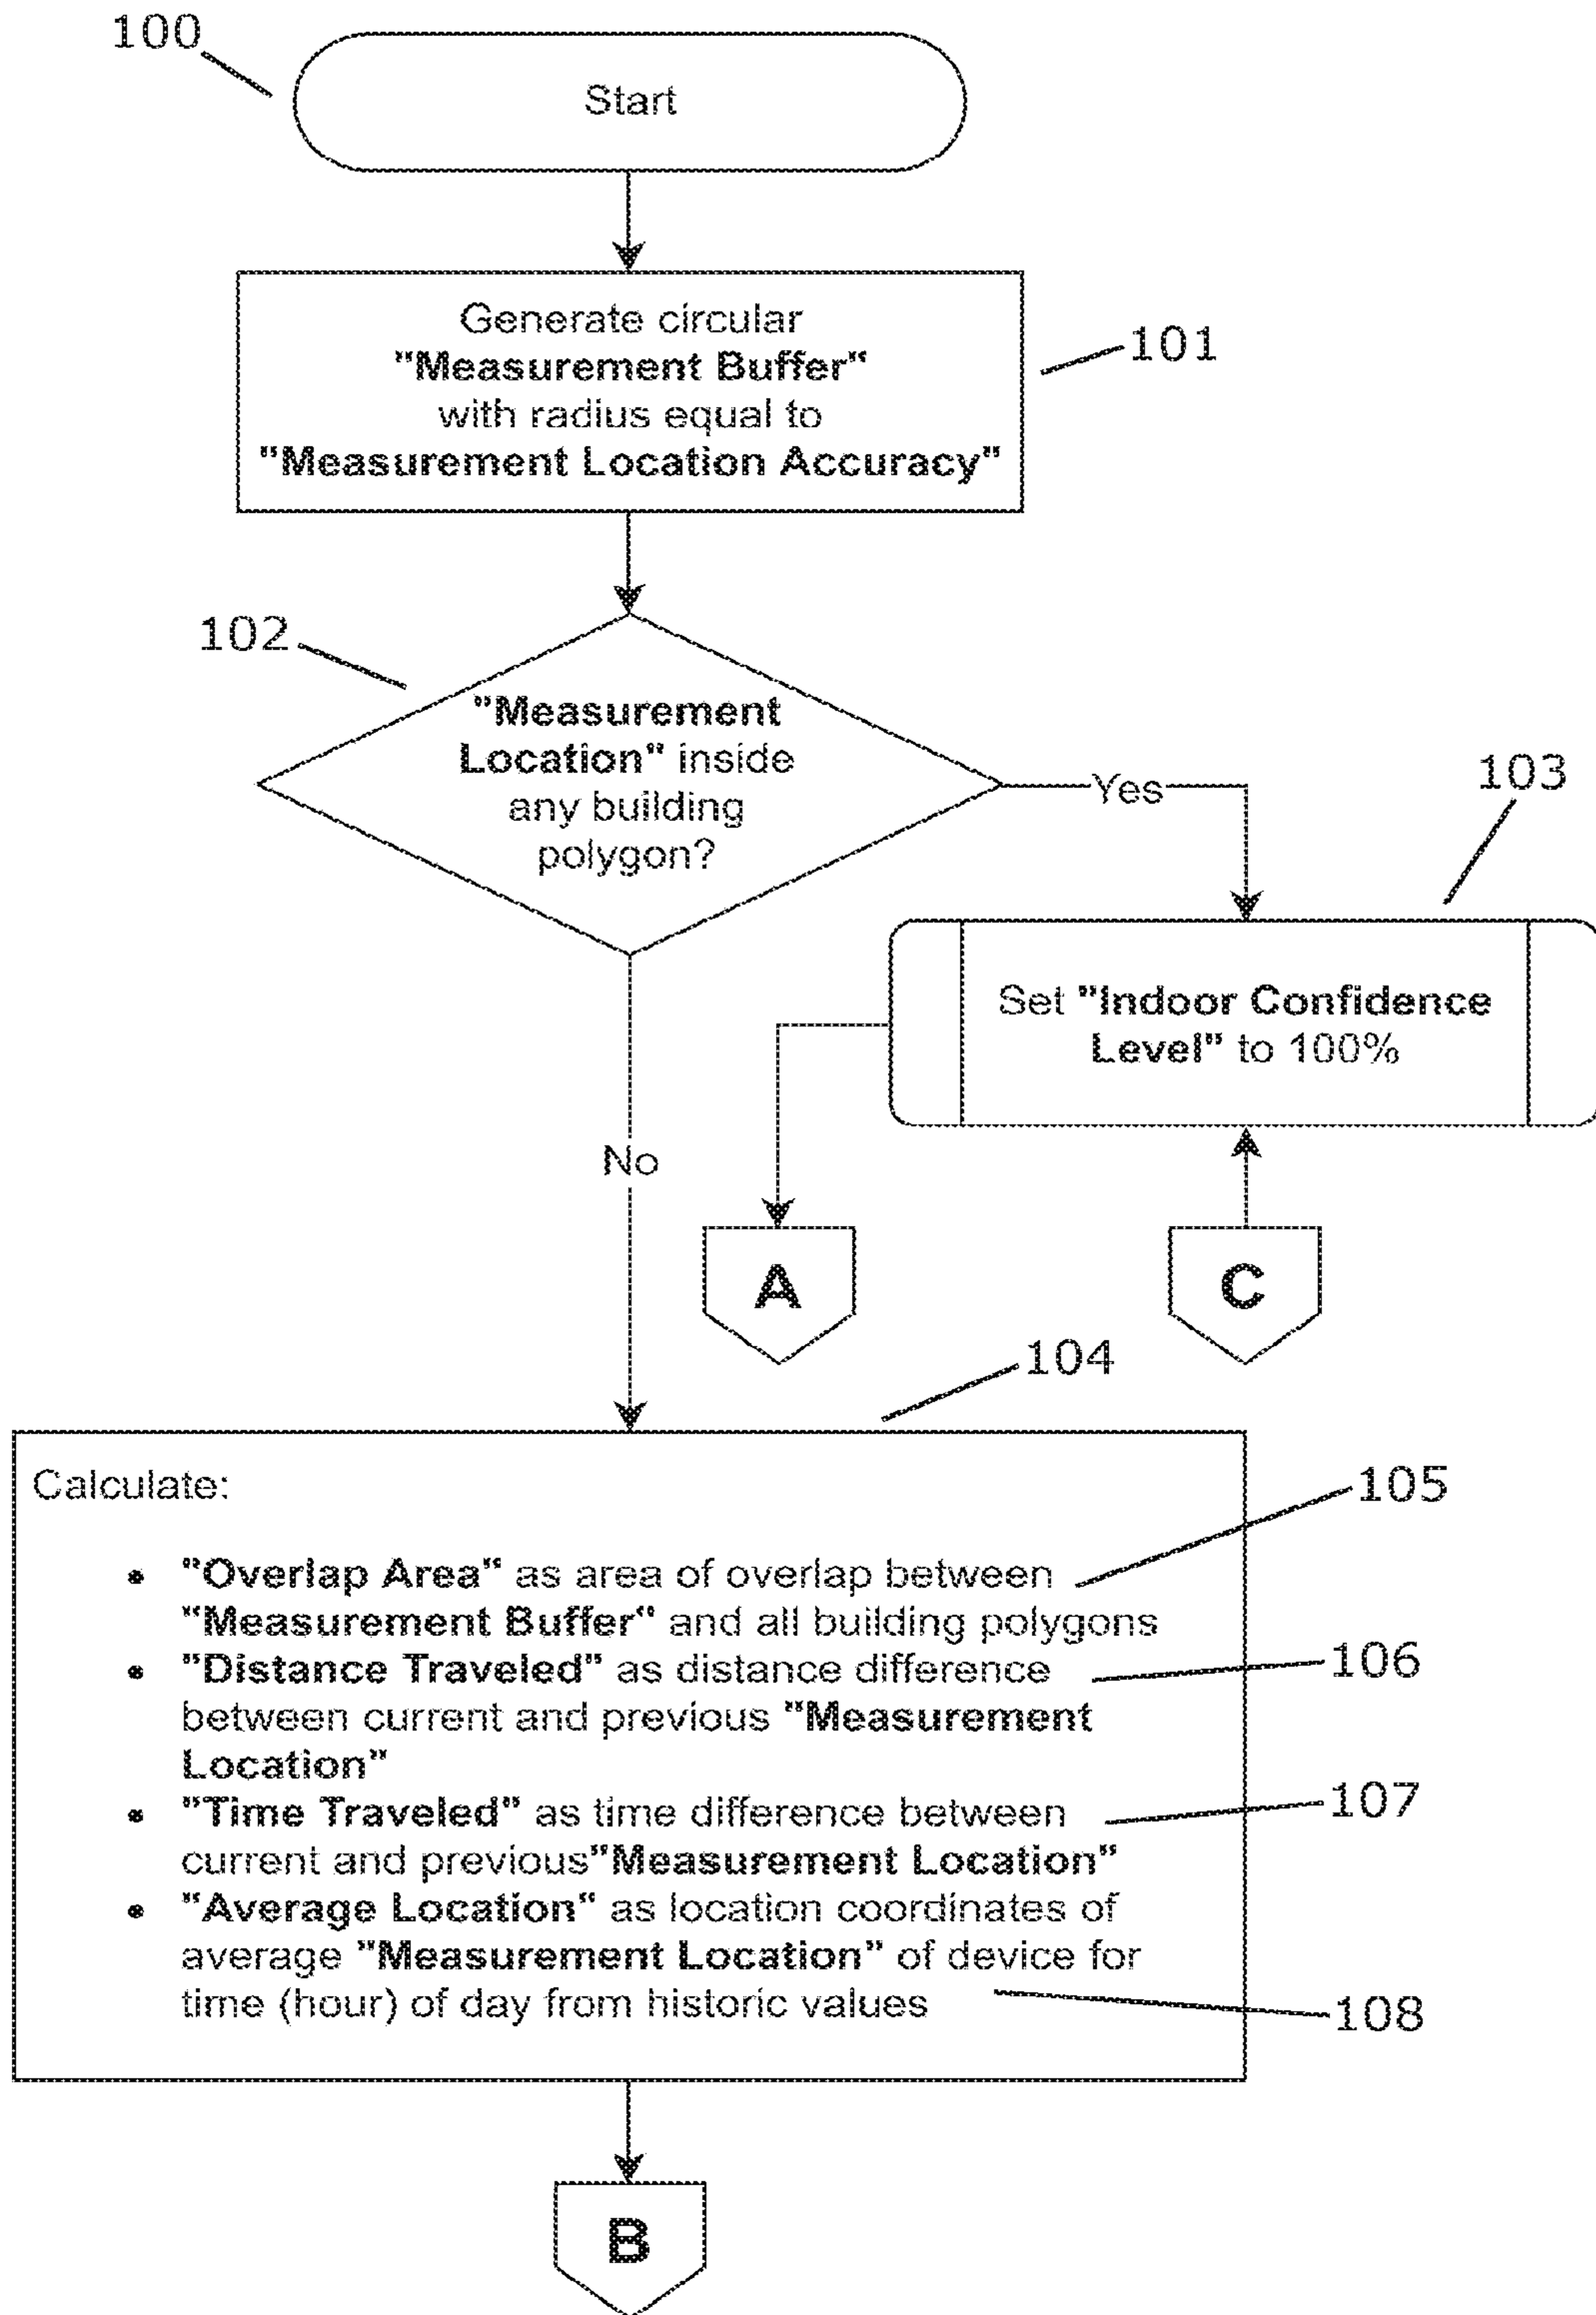 100
Start
Generate circular
"Measurement Buffer"
with radius equal to
"Measurement Location Accuracy"
101
102
"Measurement
Location" inside
any building
polygon?
Yes
103
Set "Indoor Confidence
Level" to 100%
No
A
C
104
Calculate:
105
• "Overlap Area" as area of overlap between
"Measurement Buffer" and all building polygons
• "Distance Traveled" as distance difference
106
between current and previous "Measurement
Location"
• "Time Traveled" as time difference between
107
current and previous"Measurement Location"
• "Average Location" as location coordinates of
average "Measurement Location" of device for
time (hour) of day from historic values
108
B